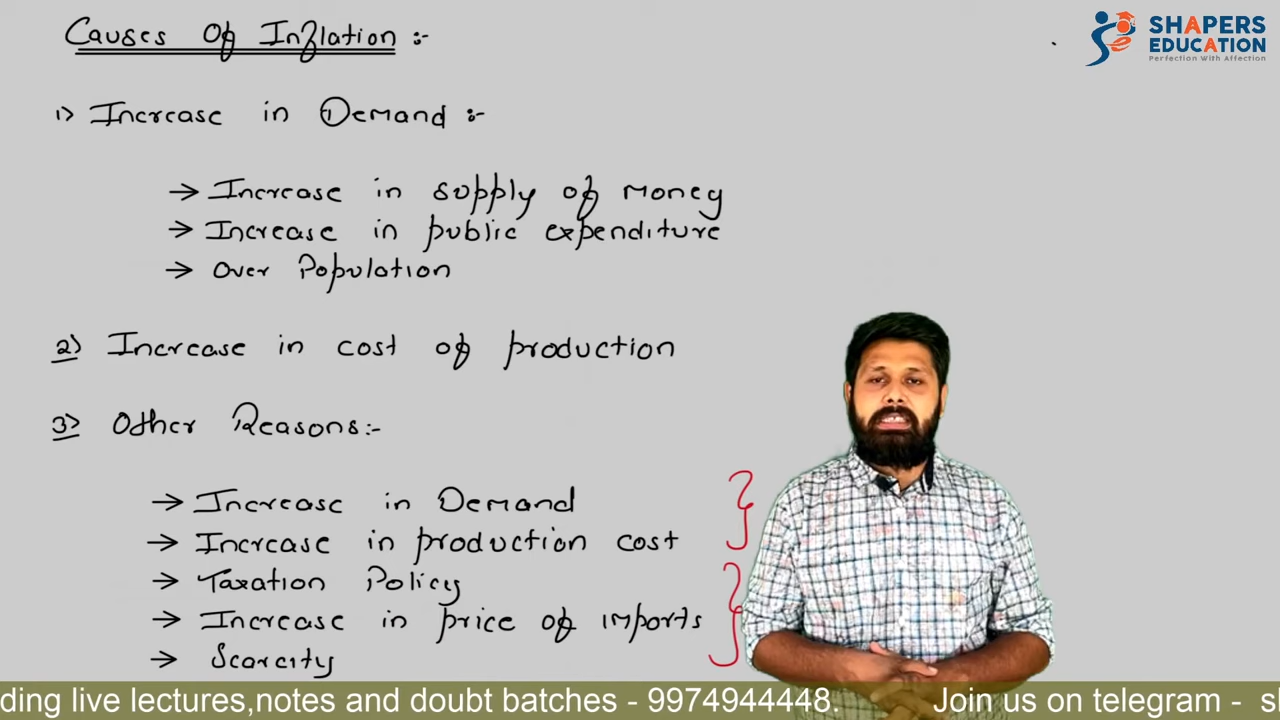 Causes Of Inflation :-
SHAPERS
EDUCATION
Perfection With Affection
1) Increase in Demand :-
→ Increase in supply of money
→ Increase in public expenditure
→ Over Population
2) Increase in cost of production
3) Other Reasons:-
→ Increase in Demand
→ Increase in production cost
→ Taxation Policy
→ Increase in price of imports
→ Scarcity
ding live lectures,notes and doubt batches - 9974944448. Join us on telegram -